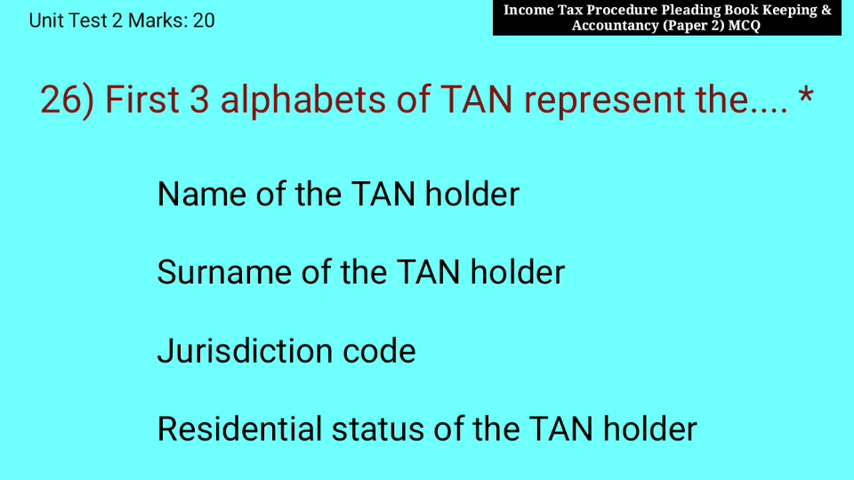 Unit Test 2 Marks: 20
Income Tax Procedure Pleading Book Keeping &
Accountancy (Paper 2) MCQ
26) First 3 alphabets of TAN represent the.... *
Name of the TAN holder
Surname of the TAN holder
Jurisdiction code
Residential status of the TAN holder